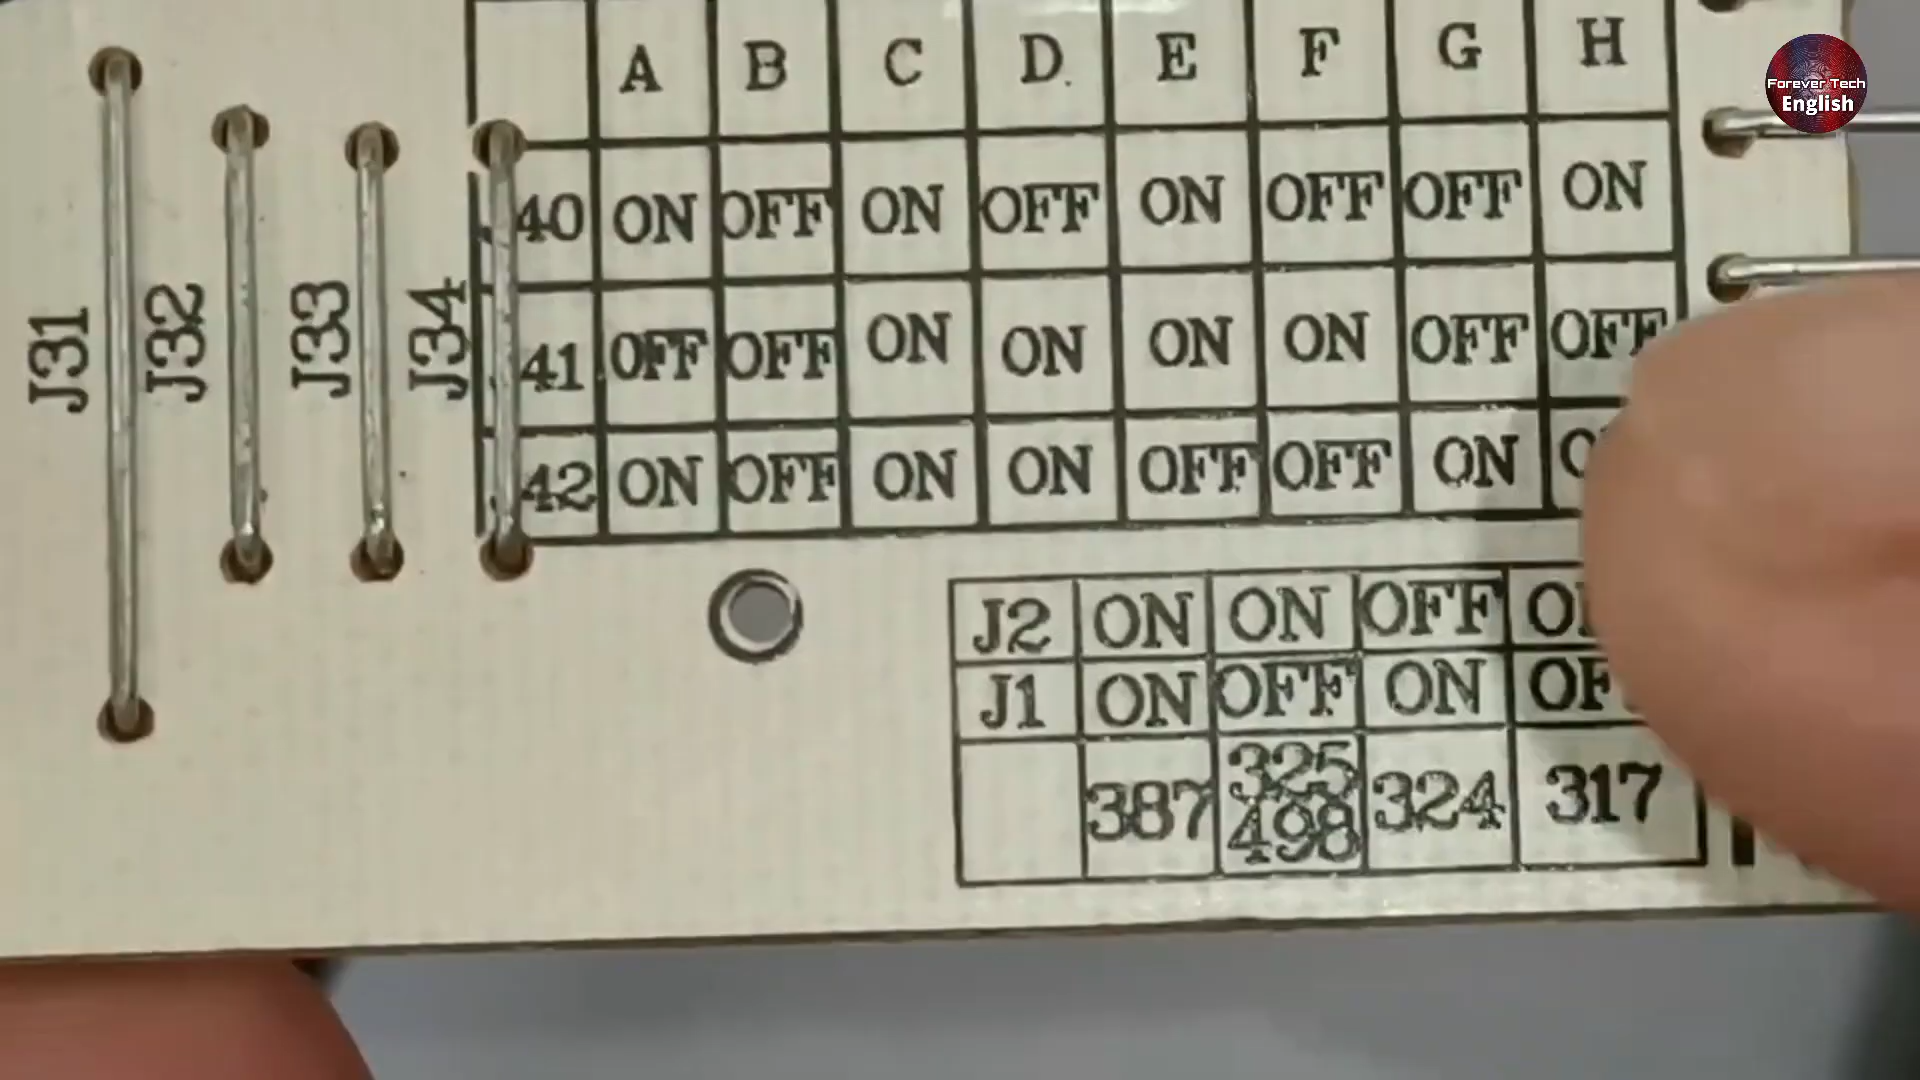 Forever Tech
English
A B C D E F G H
40 ON OFF ON OFF ON OFF OFF ON
41 OFF OFF ON ON ON ON OFF OFF
42 ON OFF ON ON OFF OFF ON
J31 J32 J33 J34
J2 ON ON OFF
J1 ON OFF ON
387 325 498 324 317